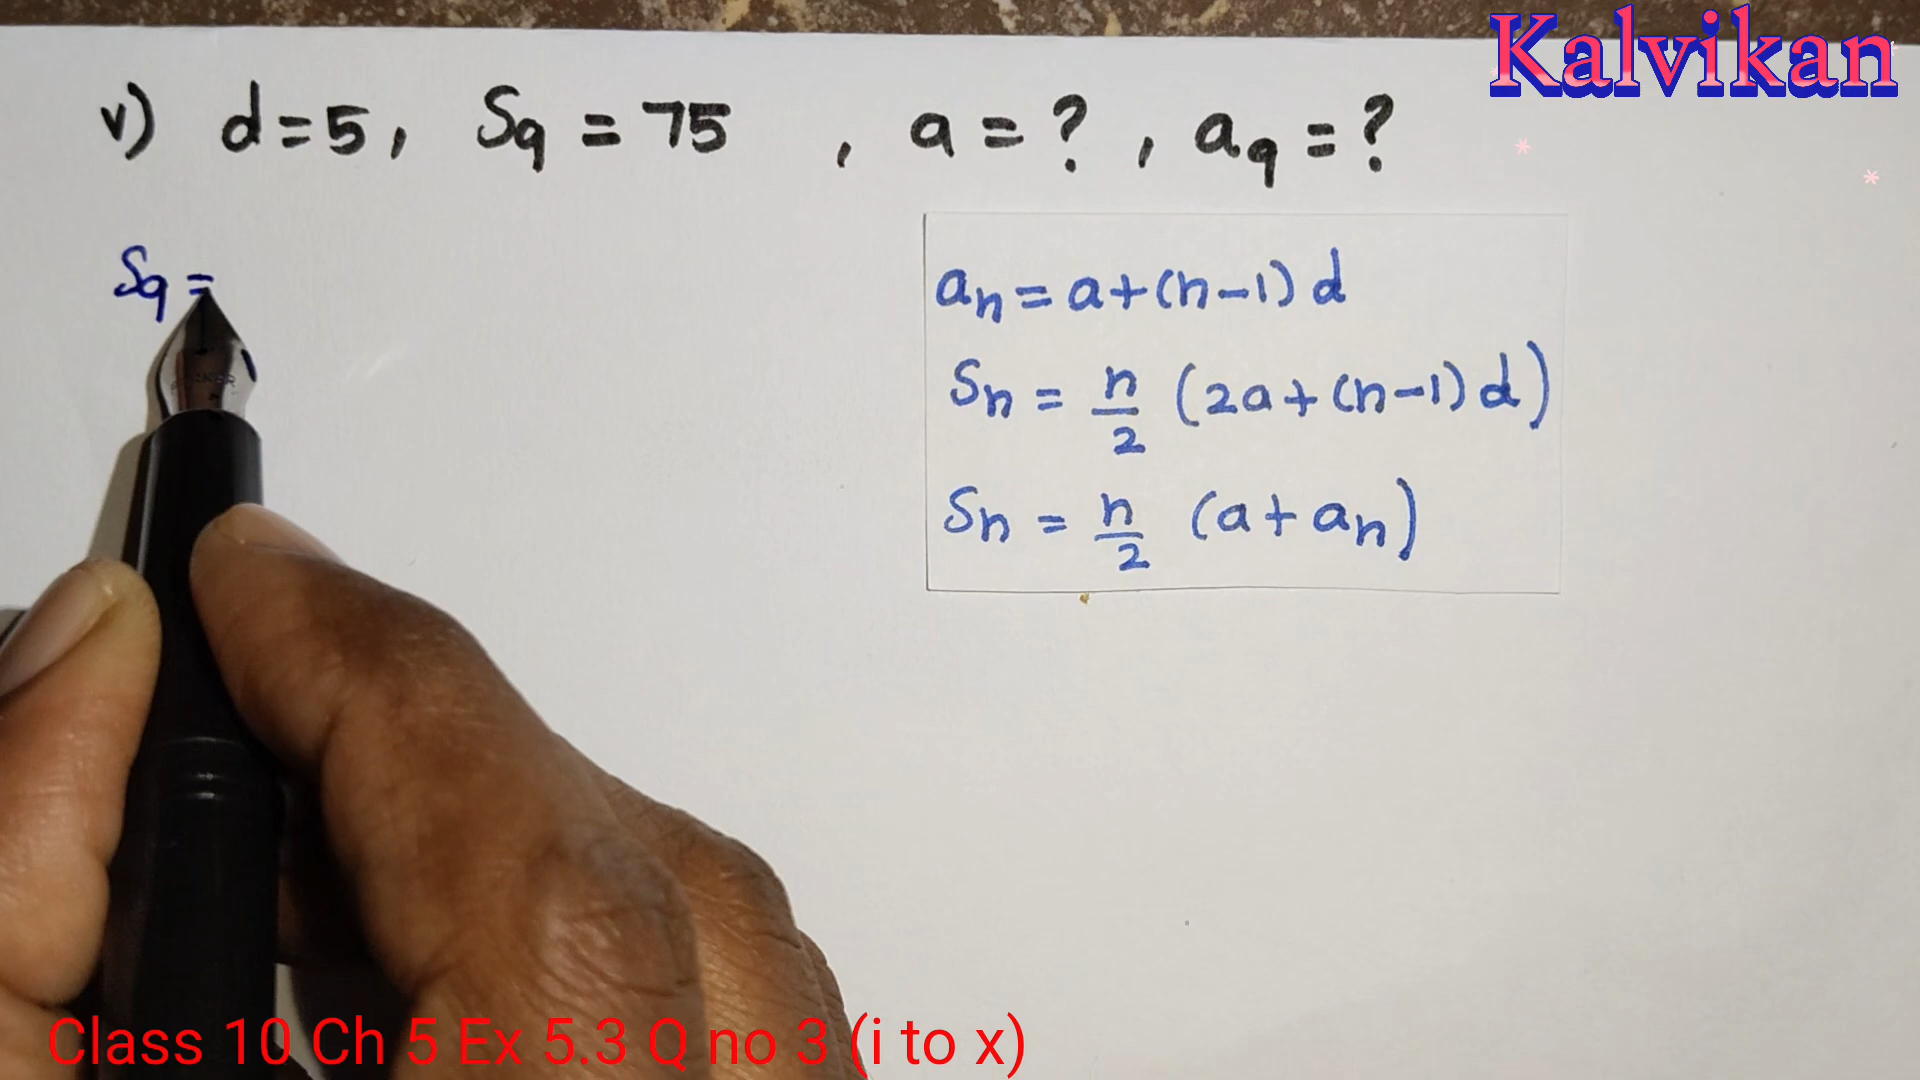 Kalvikan
v) d=5, S₉ = 75 , a = ? , a₉ = ?
S₉ =
aₙ = a+(n-1) d
Sₙ = n/2 (2a+(n-1) d)
Sₙ = n/2 (a+ aₙ)
Class 10 Ch 5 Ex 5.3 Q no 3 (i to x)